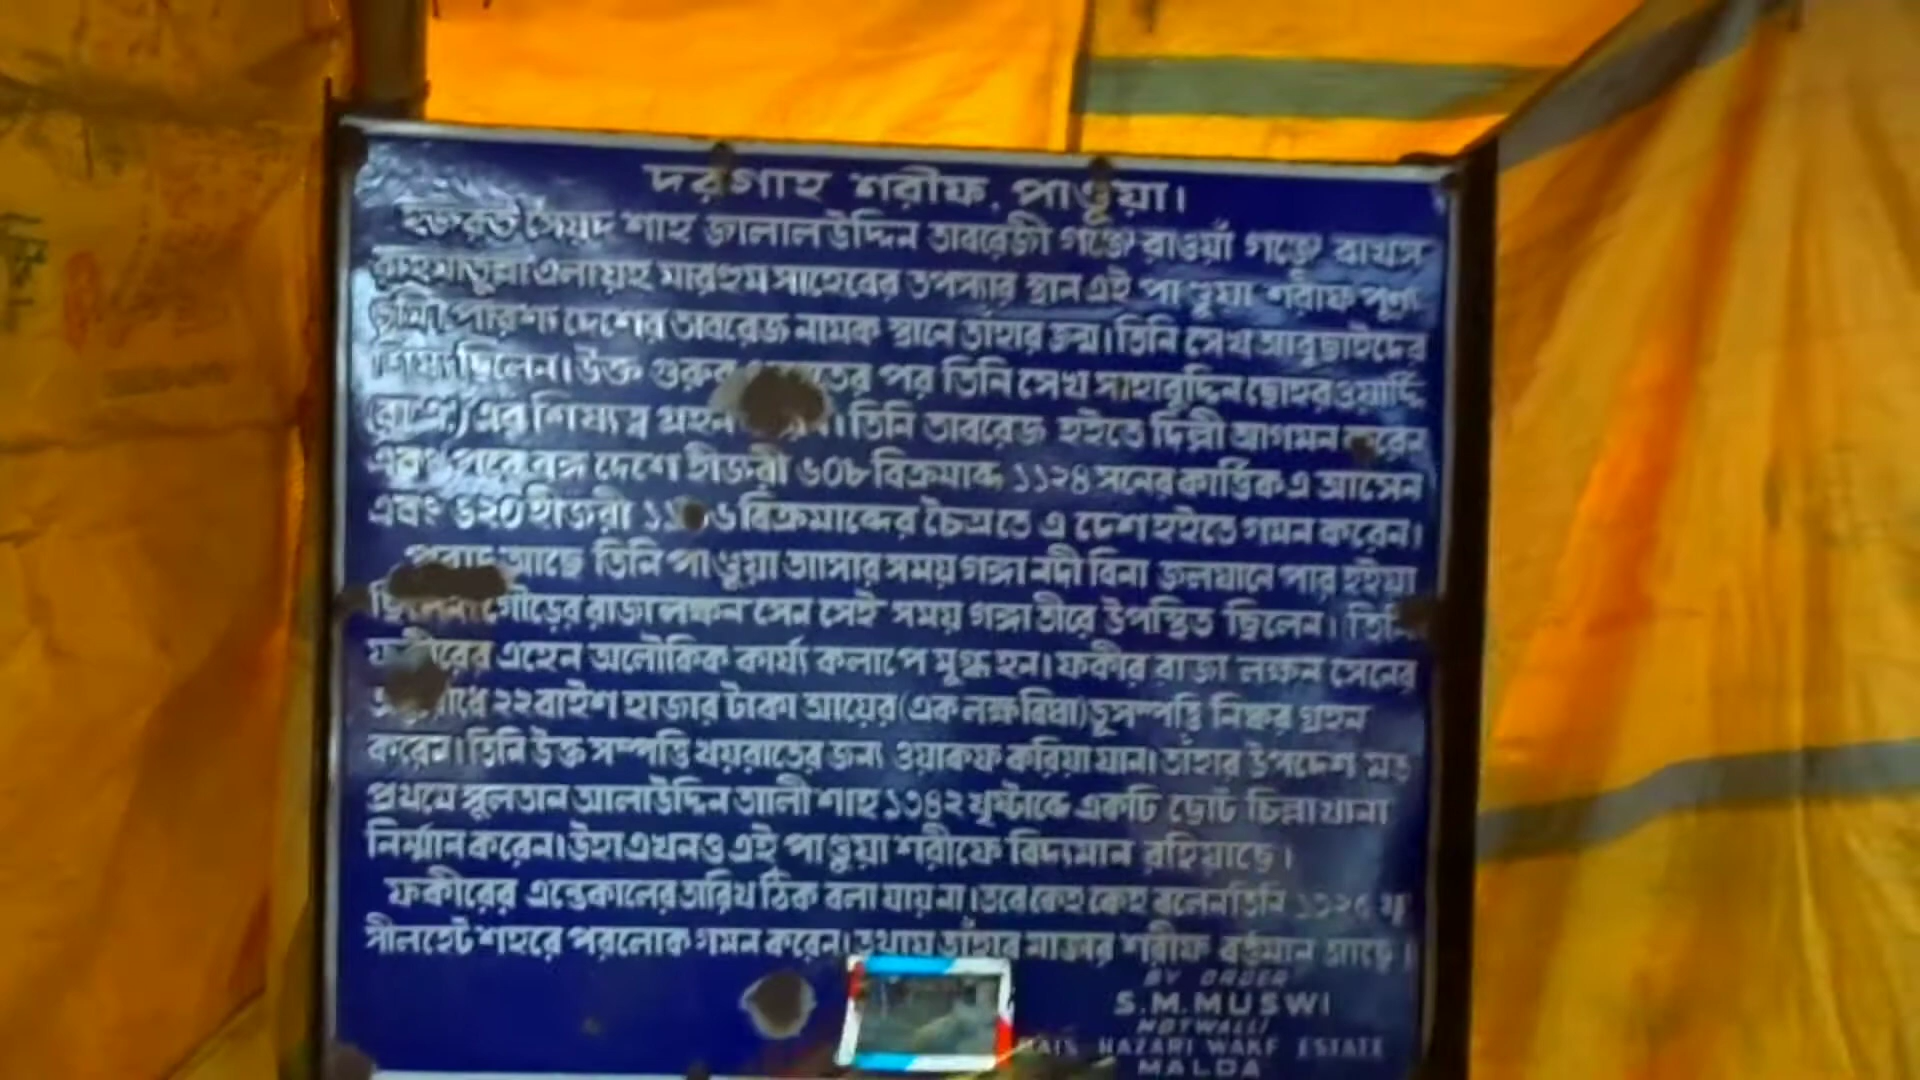 দরগাহ শরীফ, পাণ্ডুয়া।
হজরত সৈয়দ শাহ জালালউদ্দিন তাবরেজী গঞ্জে রাওয়াঁ গঞ্জে বাখস
রহমাতুল্লা এলায়হ মারহুম সাহেবের তপস্যার স্থান এই পাণ্ডুয়া শরীফ পূণ্য
ভূমি। পারশ্য দেশের তাবরেজ নামক স্থানে তাঁহার জন্ম। তিনি সেখ আবুছাইদের
শিষ্য ছিলেন। উক্ত গুরুর পর তিনি সেখ সাহাবুদ্দিন ছোহরওয়ার্দ্দি
(রাঃ) এর শিষ্যত্ব গ্রহন । তিনি তাবরেজ হইতে দিল্লী আগমন করেন
এবং পরে বঙ্গ দেশে হীজরী ৬০৮ বিক্রমাব্দ ১১২৪ সনের কার্ত্তিক এ আসেন
এবং ৬২০ হীজরী বিক্রমাব্দের চৈত্রতে এ দেশ হইতে গমন করেন।
প্রবাদ আছে তিনি পাণ্ডুয়া আসার সময় গঙ্গা নদী বিনা জলযানে পার হইয়া
ছিলেন। গৌড়ের রাজা লক্ষন সেন সেই সময় গঙ্গা তীরে উপস্থিত ছিলেন। তিনি
ফকীরের এহেন অলৌকিক কার্য্য কলাপে মুগ্ধ হন। ফকীর রাজা লক্ষন সেনের
২২ বাইশ হাজার টাকা আয়ের (এক লক্ষ বিঘা) ভূসম্পত্তি নিষ্কর গ্রহন
করেন। তিনি উক্ত সম্পত্তি খয়রাতের জন্য ওয়াকফ করিয়া যান। তাঁহার উপদেশ মত
প্রথমে সুলতান আলাউদ্দিন আলী শাহ ১৩৪২ খৃষ্টাব্দে একটি ছোট চিল্লাখানা
নির্ম্মান করেন। উহা এখনও এই পাণ্ডুয়া শরীফে বিদ্যমান রহিয়াছে।
ফকীরের এন্তেকালের তারিখ ঠিক বলা যায় না। তবে কেহ কেহ বলেন তিনি ১২২৫ খৃ
সীলহেট শহরে পরলোক গমন করেন। তথায় তাঁহার মাজার শরীফ বর্ত্তমান আছে।
BY ORDER
S.M.MUSWI
MOTWALLI
BAIS HAZARI WAKF ESTATE
MALDA